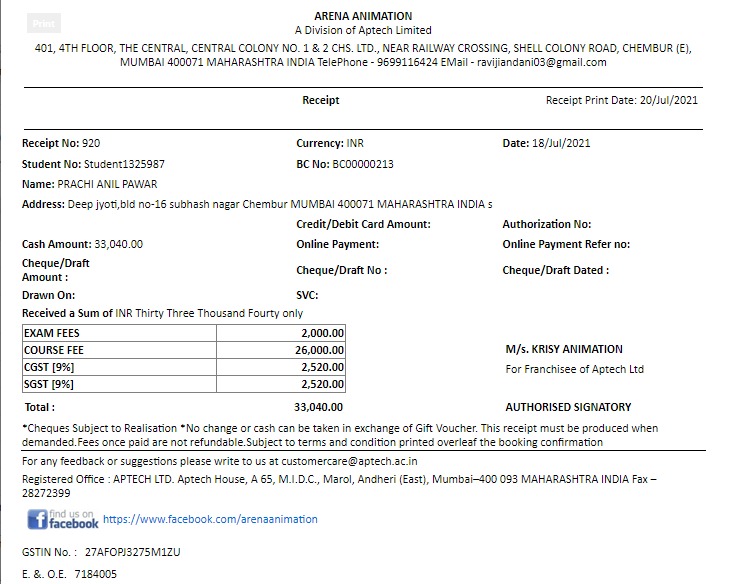 Print
ARENA ANIMATION
A Division of Aptech Limited
401, 4TH FLOOR, THE CENTRAL, CENTRAL COLONY NO. 1 & 2 CHS. LTD., NEAR RAILWAY CROSSING, SHELL COLONY ROAD, CHEMBUR (E),
MUMBAI 400071 MAHARASHTRA INDIA TelePhone - 9699116424 EMail - ravijiandani03@gmail.com
Receipt Receipt Print Date: 20/Jul/2021
Receipt No: 920 Currency: INR Date: 18/Jul/2021
Student No: Student1325987 BC No: BC00000213
Name: PRACHI ANIL PAWAR
Address: Deep jyoti,bld no-16 subhash nagar Chembur MUMBAI 400071 MAHARASHTRA INDIA s
Credit/Debit Card Amount: Authorization No:
Cash Amount: 33,040.00 Online Payment: Online Payment Refer no:
Cheque/Draft
Amount : Cheque/Draft No : Cheque/Draft Dated :
Drawn On: SVC:
Received a Sum of INR Thirty Three Thousand Fourty only
EXAM FEES 2,000.00
COURSE FEE 26,000.00 M/s. KRISY ANIMATION
CGST [9%] 2,520.00 For Franchisee of Aptech Ltd
SGST [9%] 2,520.00
Total : 33,040.00 AUTHORISED SIGNATORY
*Cheques Subject to Realisation *No change or cash can be taken in exchange of Gift Voucher. This receipt must be produced when
demanded.Fees once paid are not refundable.Subject to terms and condition printed overleaf the booking confirmation
For any feedback or suggestions please write to us at customercare@aptech.ac.in
Registered Office : APTECH LTD. Aptech House, A 65, M.I.D.C., Marol, Andheri (East), Mumbai–400 093 MAHARASHTRA INDIA Fax –
28272399
f find us on
facebook https://www.facebook.com/arenaanimation
GSTIN No. : 27AFOPJ3275M1ZU
E. &. O.E. 7184005